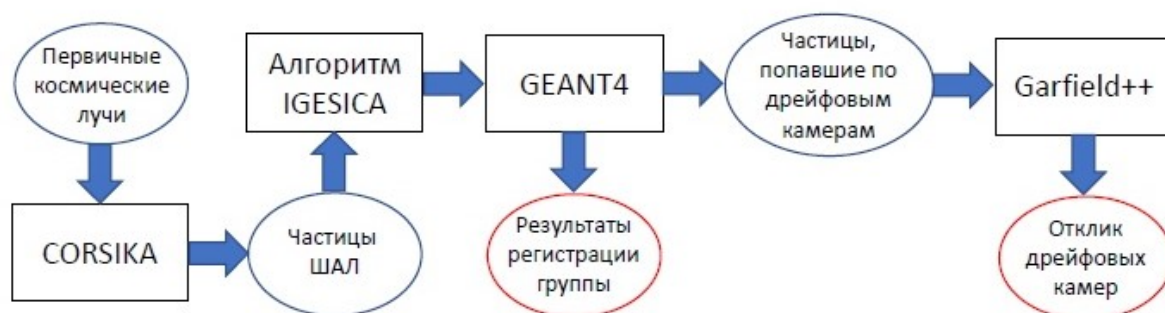 Первичные
космические
лучи
CORSIKA
Частицы
ШАЛ
Алгоритм
IGESICA
GEANT4
Результаты
регистрации
группы
Частицы,
попавшие по
дрейфовым
камерам
Garfield++
Отклик
дрейфовых
камер